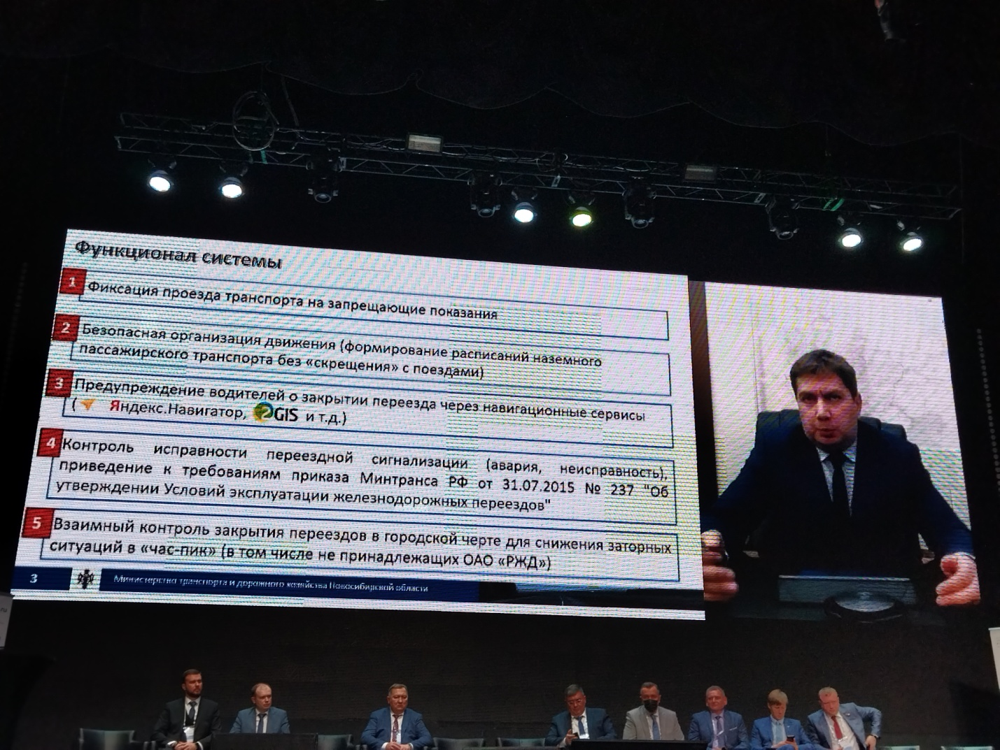 Функционал системы
1 Фиксация проезда транспорта на запрещающие показания
2 Безопасная организация движения (формирование расписаний наземного
пассажирского транспорта без «скрещения» с поездами)
3 Предупреждение водителей о закрытии переезда через навигационные сервисы
( Яндекс.Навигатор, 2GIS и т.д.)
4 Контроль исправности переездной сигнализации (авария, неисправность),
приведение к требованиям приказа Минтранса РФ от 31.07.2015 № 237 "Об
утверждении Условий эксплуатации железнодорожных переездов"
5 Взаимный контроль закрытия переездов в городской черте для снижения заторных
ситуаций в «час-пик» (в том числе не принадлежащих ОАО «РЖД»)
3 Министерство транспорта и дорожного хозяйства Новосибирской области